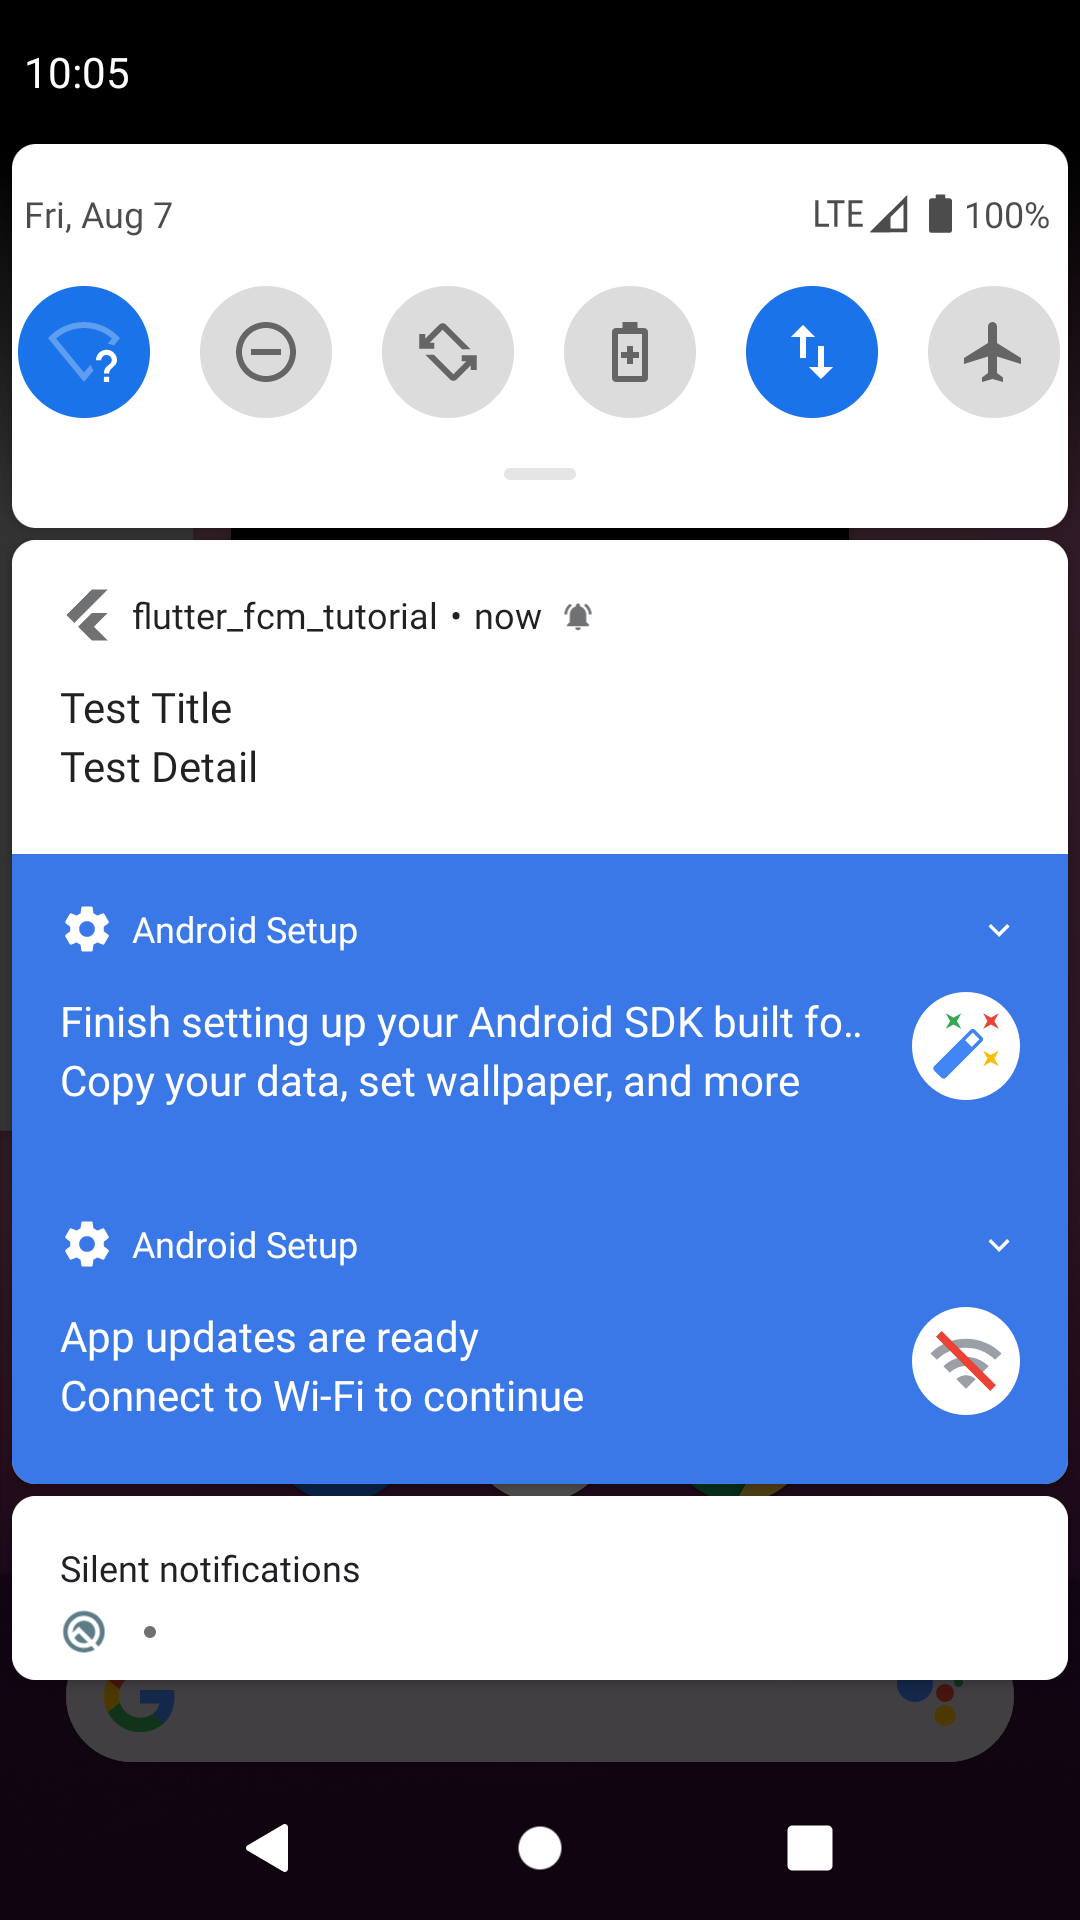 10:05
Fri, Aug 7
LTE 100%
?
flutter_fcm_tutorial • now
Test Title
Test Detail
Android Setup
Finish setting up your Android SDK built fo..
Copy your data, set wallpaper, and more
Android Setup
App updates are ready
Connect to Wi-Fi to continue
Silent notifications